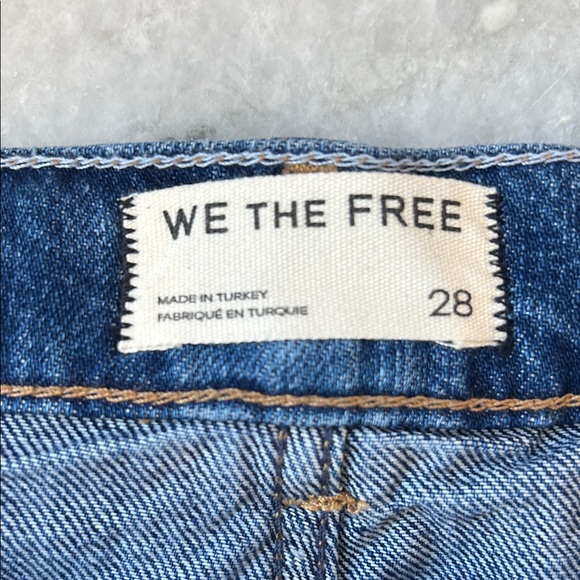 WE THE FREE
MADE IN TURKEY
FABRIQUÉ EN TURQUIE
28